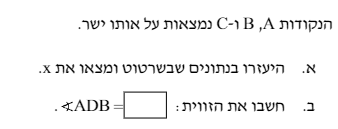 הנקודות A, B ו-C נמצאות על אותו ישר.
א. היעזרו בנתונים שבשרטוט ומצאו את x.
ב. חשבו את הזווית: ∢ADB=